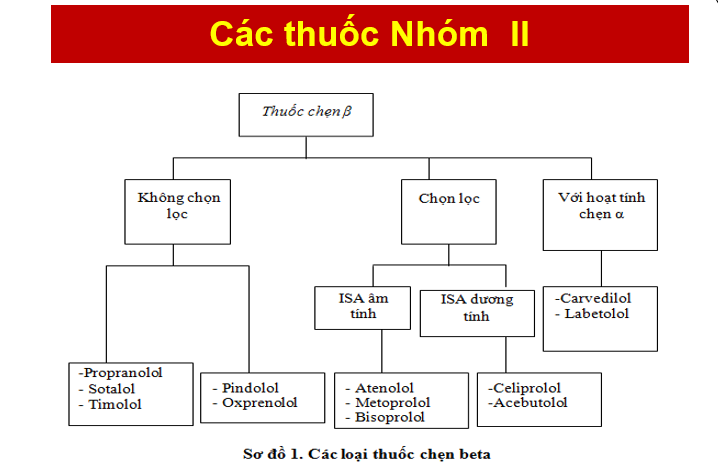 Các thuốc Nhóm II
Thuốc chẹn β
Không chọn
lọc
Chọn lọc
Với hoạt tính
chẹn α
ISA âm
tính
ISA dương
tính
-Carvedilol
- Labetolol
-Propranolol
- Sotalol
- Timolol
- Pindolol
- Oxprenolol
- Atenolol
- Metoprolol
- Bisoprolol
-Celiprolol
-Acebutolol
Sơ đồ 1. Các loại thuốc chẹn beta